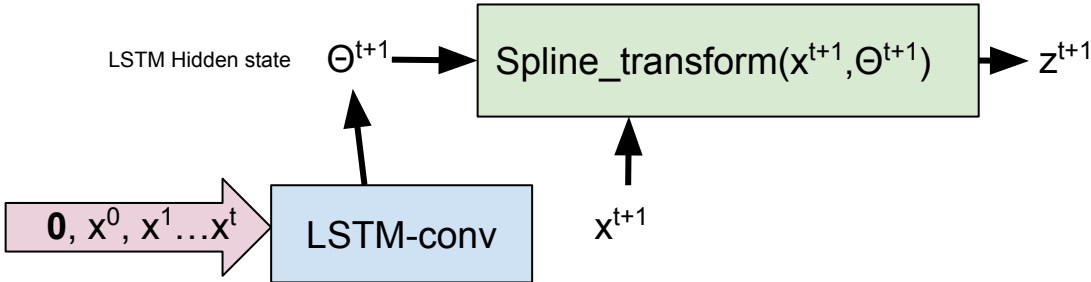 LSTM Hidden state Θᵗ⁺¹ Spline_transform(xᵗ⁺¹,Θᵗ⁺¹) zᵗ⁺¹
0, x⁰, x¹...xᵗ LSTM-conv xᵗ⁺¹